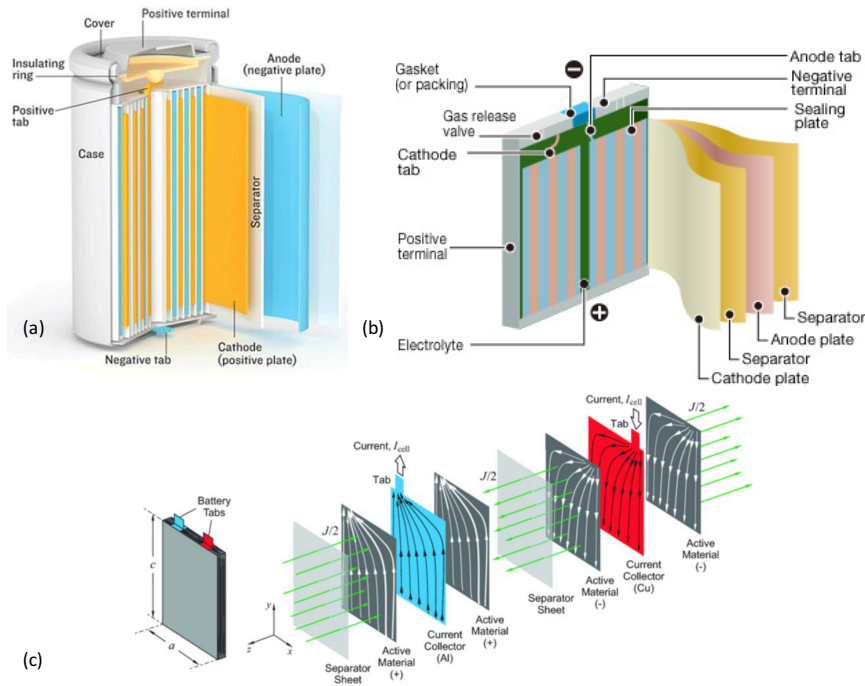 Positive terminal
Cover
Insulating
ring
Positive
tab
Case
Anode
(negative plate)
Separator
Cathode
(positive plate)
Negative tab
(a)
Gasket
(or packing)
Gas release
valve
Cathode
tab
Positive
terminal
Electrolyte
Anode tab
Negative
terminal
Sealing
plate
Separator
Anode plate
Separator
Cathode plate
(b)
Battery
Tabs
c
a
y
z
x
J/2
Current, Icell
Tab
Separator
Sheet
Active
Material
(+)
Current
Collector
(Al)
Active
Material
(+)
J/2
Current, Icell
Tab
J/2
Separator
Sheet
Active
Material
(-)
Current
Collector
(Cu)
Active
Material
(-)
(c)